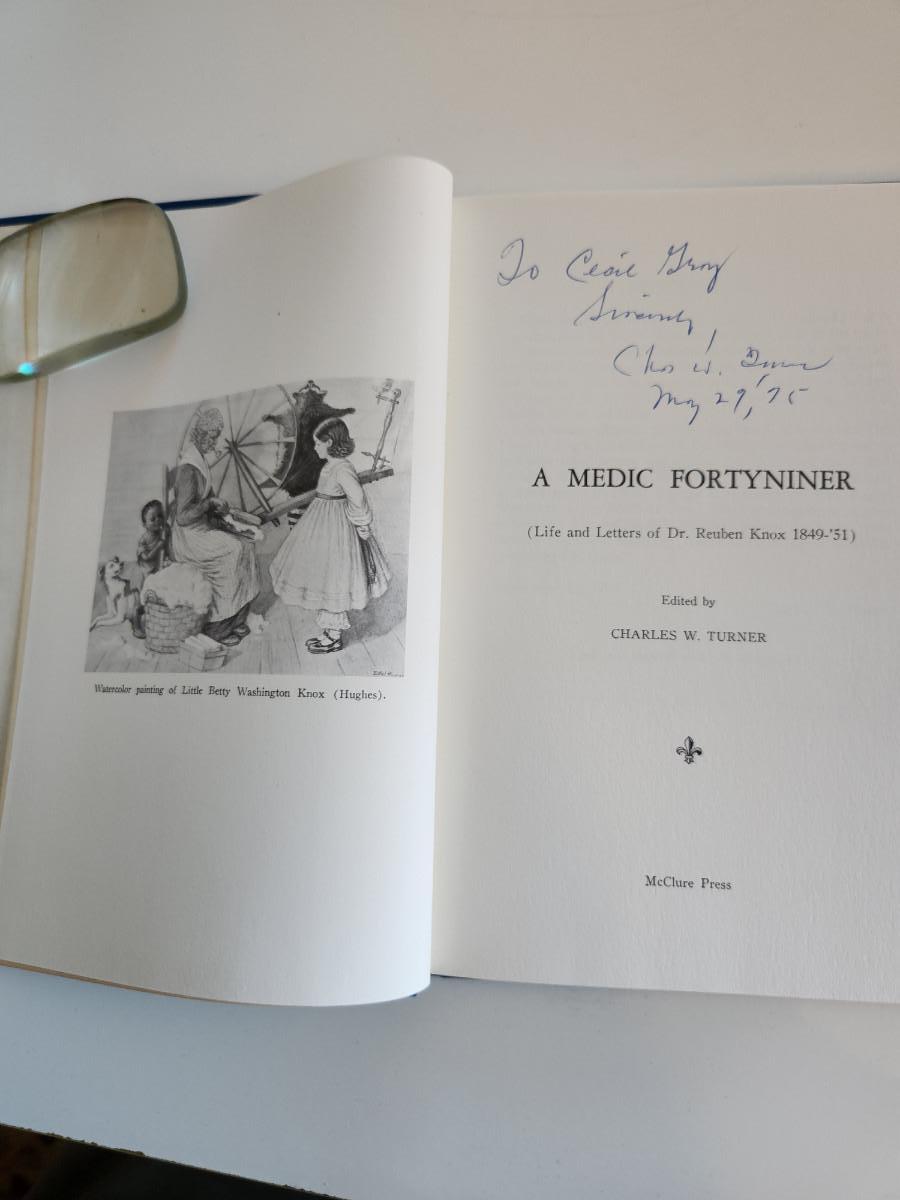 Watercolor painting of Little Betty Washington Knox (Hughes).
To Cecil Gray
Sincerely,
Chas W. Turner
May 29, '75
A MEDIC FORTYNINER
(Life and Letters of Dr. Reuben Knox 1849-'51)
Edited by
CHARLES W. TURNER
McClure Press